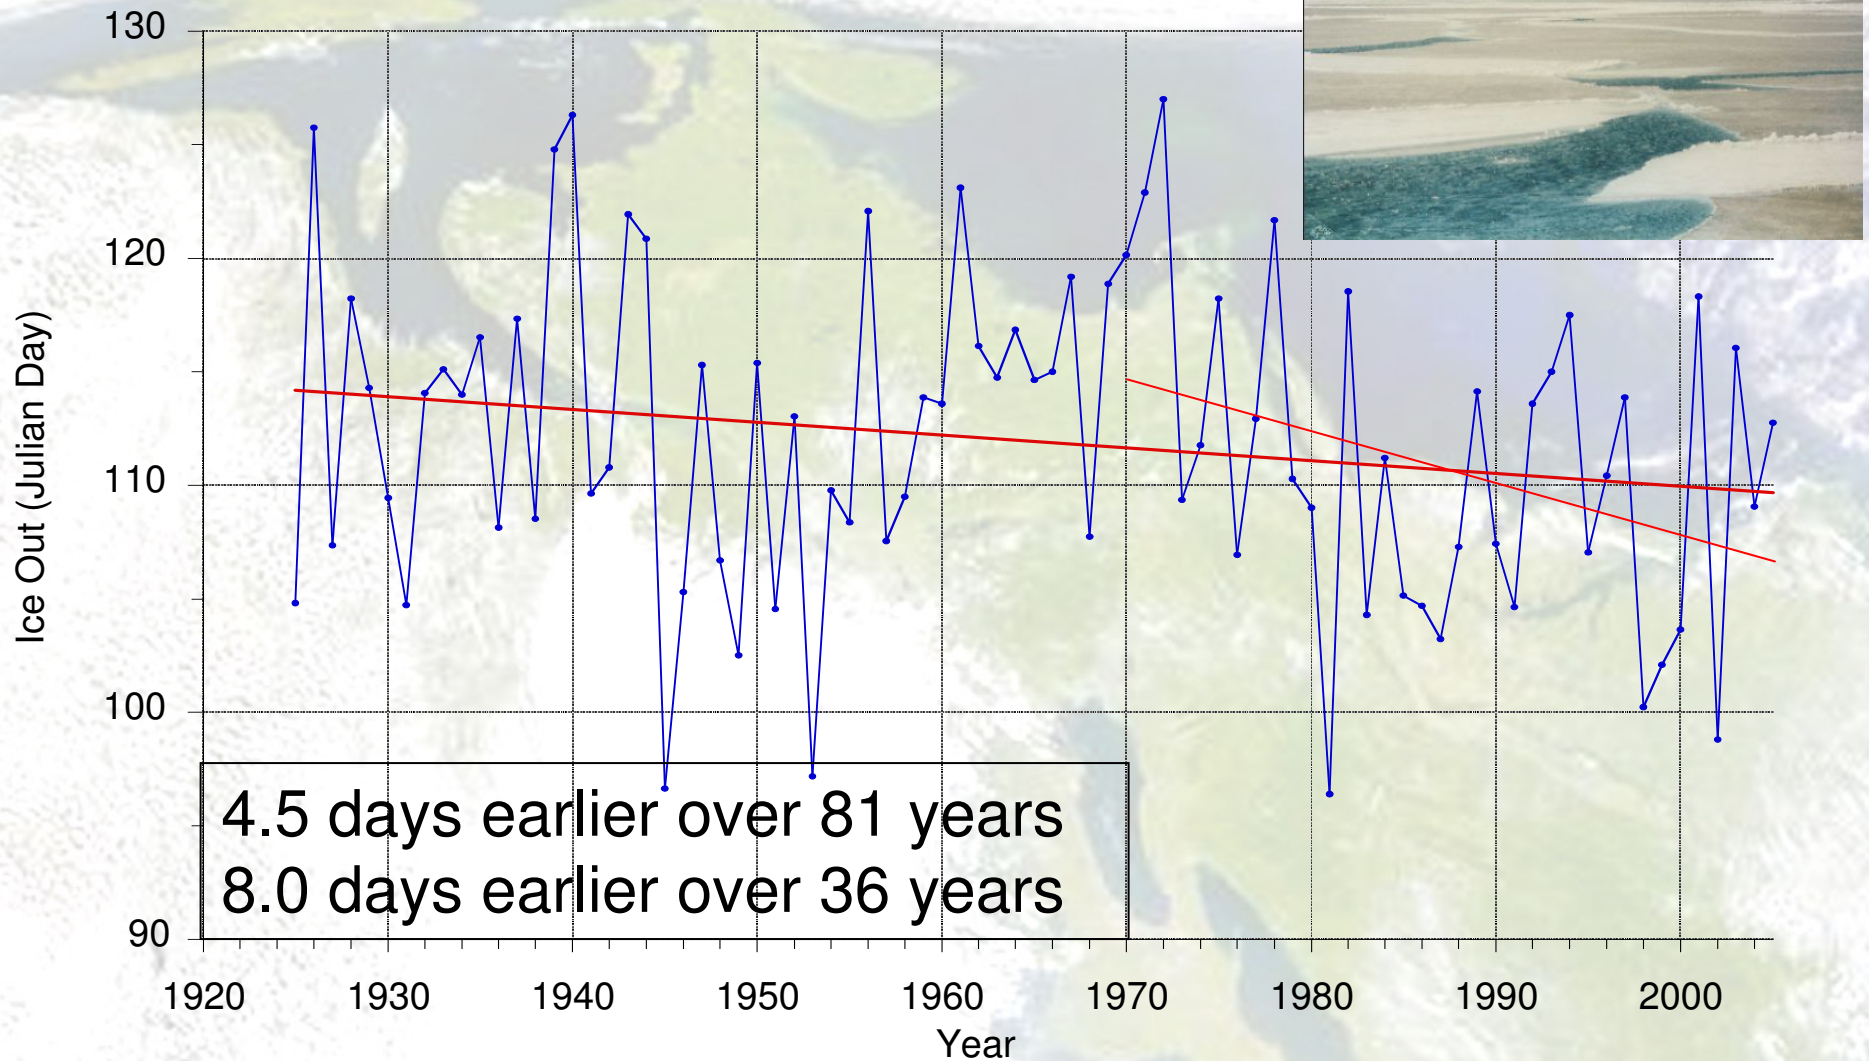 130
120
110
100
90
Ice Out (Julian Day)
4.5 days earlier over 81 years
8.0 days earlier over 36 years
1920 1930 1940 1950 1960 1970 1980 1990 2000
Year